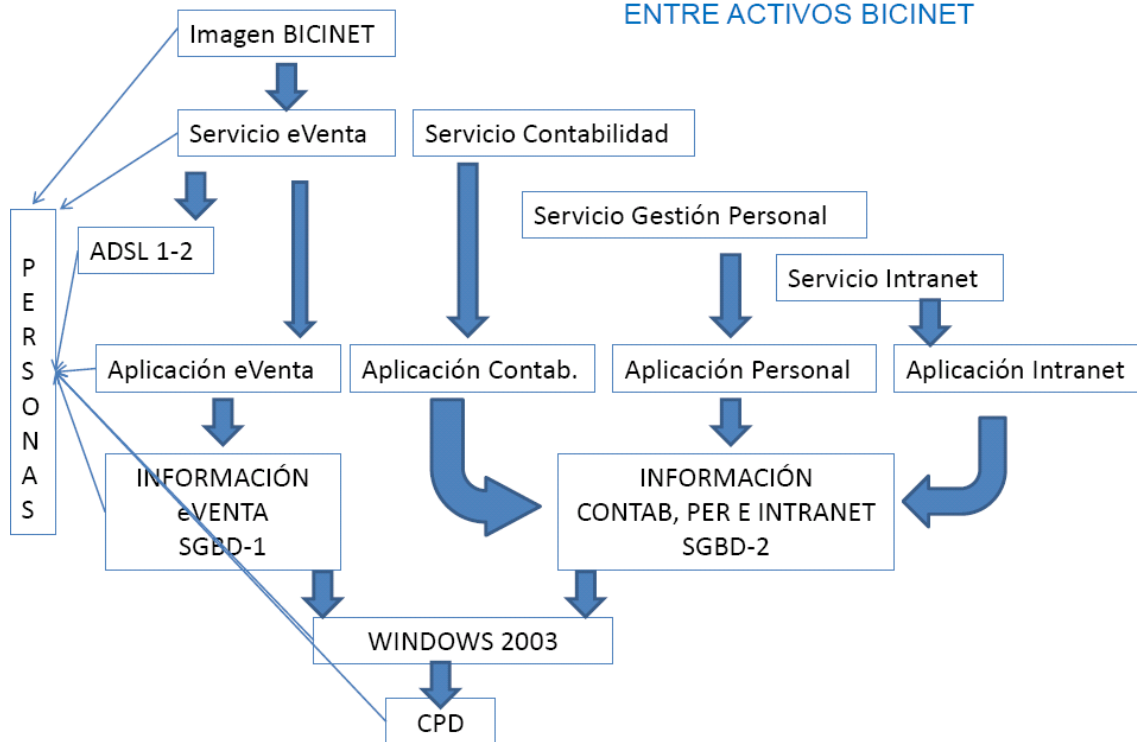 ENTRE ACTIVOS BICINET
Imagen BICINET
Servicio eVenta
Servicio Contabilidad
Servicio Gestión Personal
ADSL 1-2
Servicio Intranet
P
E
R
S
O
N
A
S
Aplicación eVenta
Aplicación Contab.
Aplicación Personal
Aplicación Intranet
INFORMACIÓN
eVENTA
SGBD-1
INFORMACIÓN
CONTAB, PER E INTRANET
SGBD-2
WINDOWS 2003
CPD